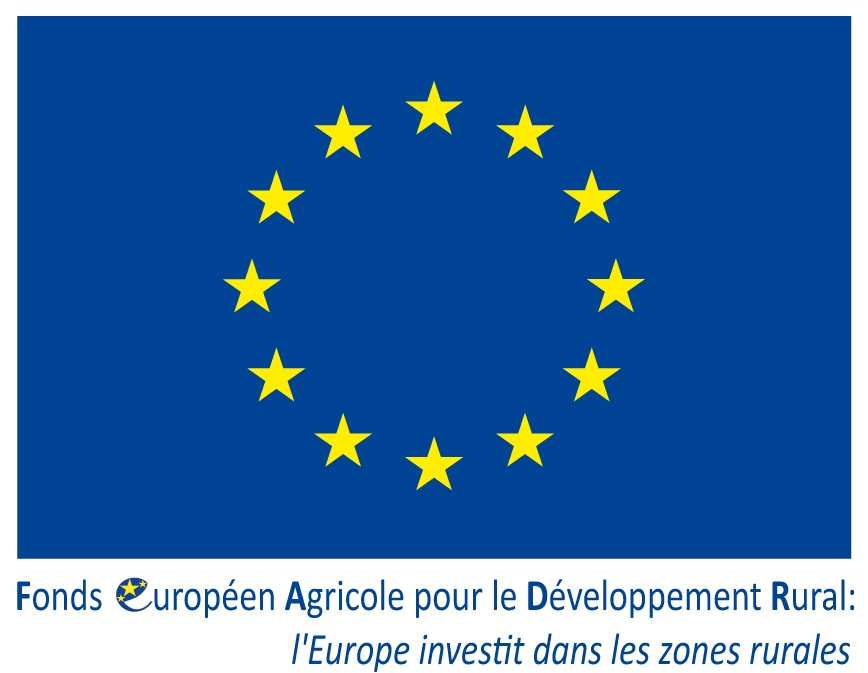 Fonds européen Agricole pour le Développement Rural:
l'Europe investit dans les zones rurales